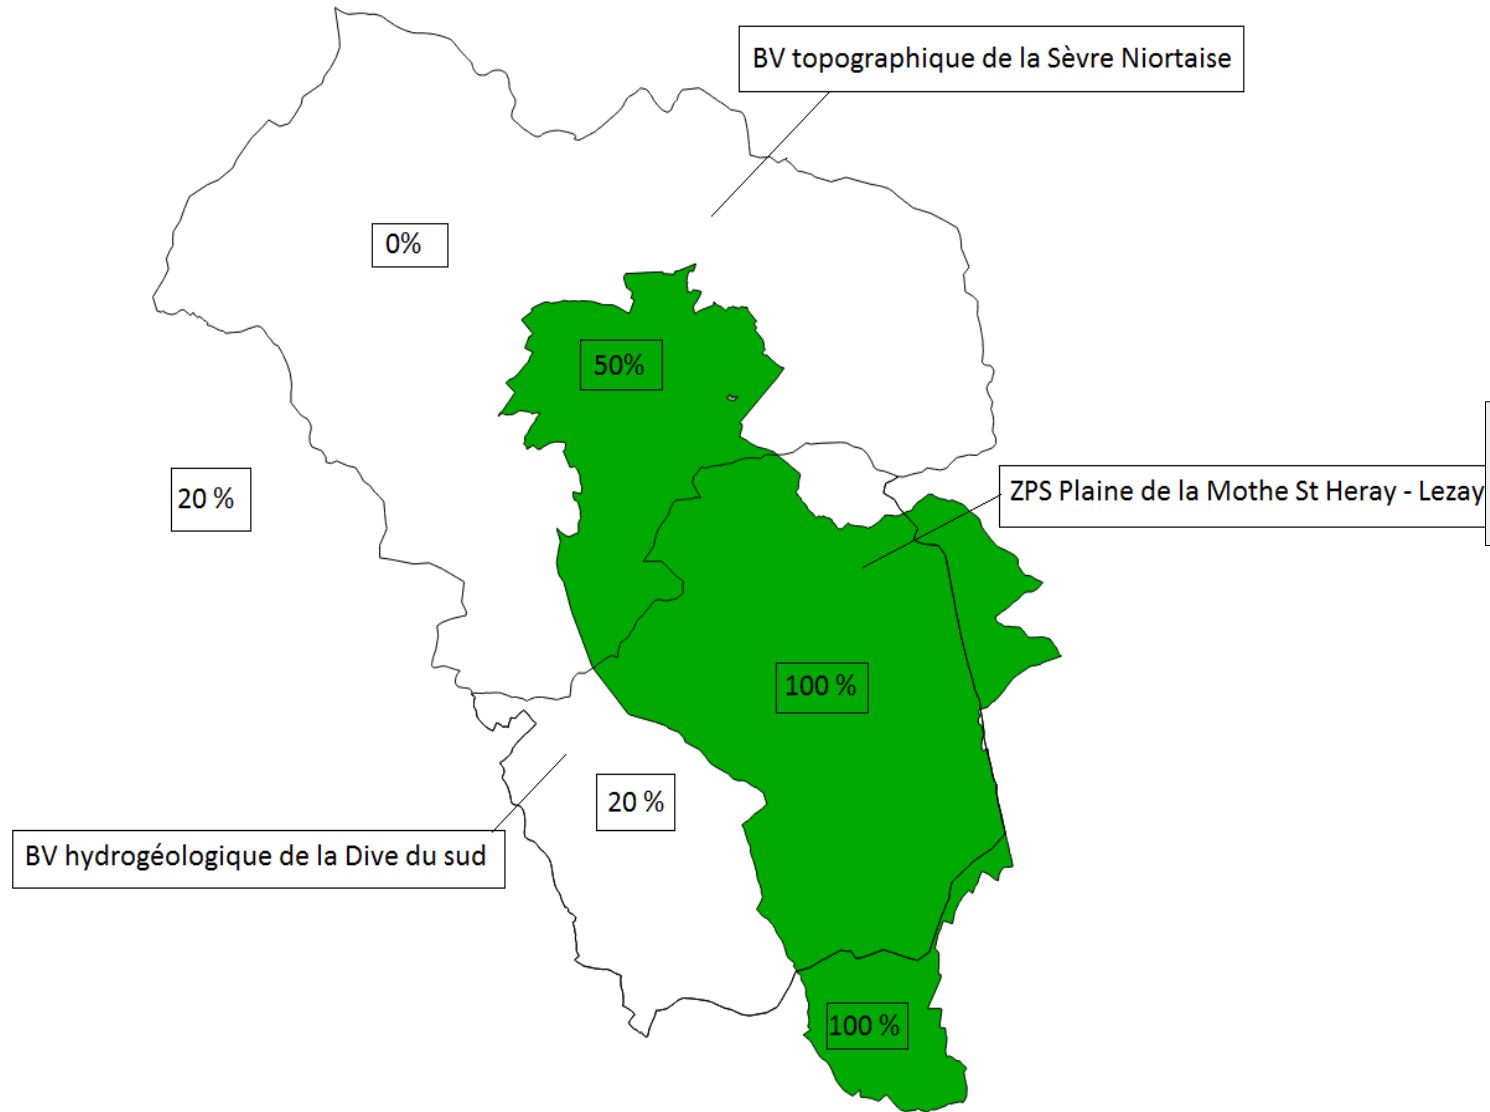 BV topographique de la Sèvre Niortaise
0%
50%
20 %
ZPS Plaine de la Mothe St Heray - Lezay
100 %
20 %
BV hydrogéologique de la Dive du sud
100 %